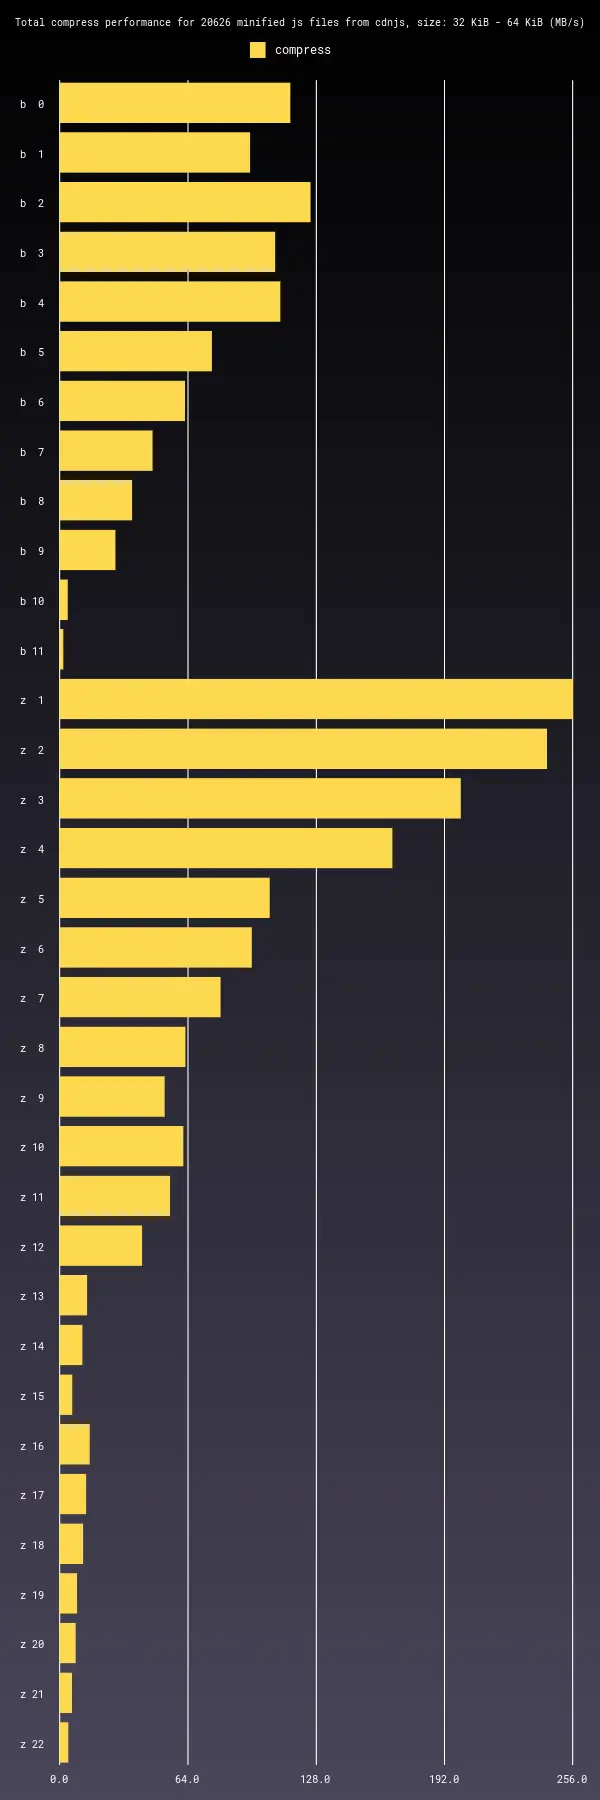 Total compress performance for 20626 minified js files from cdnjs, size: 32 KiB - 64 KiB (MB/s)
compress
b 0
b 1
b 2
b 3
b 4
b 5
b 6
b 7
b 8
b 9
b 10
b 11
z 1
z 2
z 3
z 4
z 5
z 6
z 7
z 8
z 9
z 10
z 11
z 12
z 13
z 14
z 15
z 16
z 17
z 18
z 19
z 20
z 21
z 22
0.0 64.0 128.0 192.0 256.0